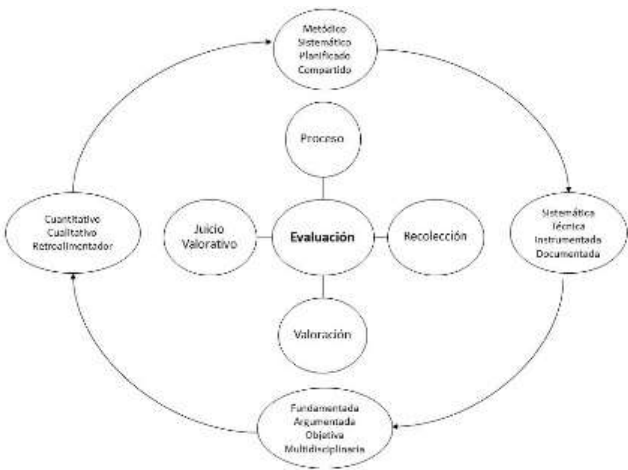 Metódico
Sistemático
Planificado
Compartido
Proceso
Cuantitativo
Cualitativo
Retroalimentador
Juicio
Valorativo
Evaluación
Recolección
Sistemática
Técnica
Instrumentada
Documentada
Valoración
Fundamentada
Argumentada
Objetiva
Multidisciplinaria